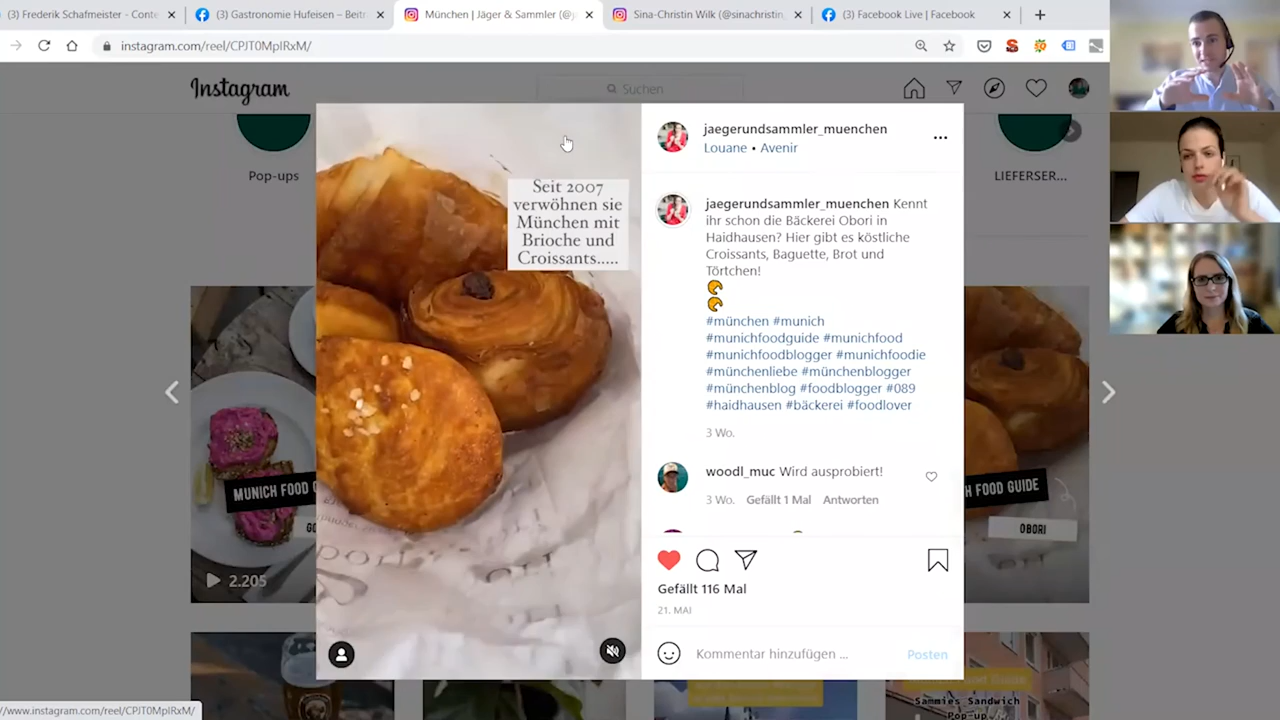 (3) Frederik Schafmeister - Conte
(3) Gastronomie Hufeisen – Beitr
München | Jäger & Sammler (@j
Sina-Christin Wilk (@sinachristin_
(3) Facebook Live | Facebook
instagram.com/reel/CPJT0MplRxM/
Instagram
Suchen
Pop-ups
LIEFERSER...
Seit 2007
verwöhnen sie
München mit
Brioche und
Croissants.....
jaegerundsammler_muenchen
Louane • Avenir
jaegerundsammler_muenchen Kennt
ihr schon die Bäckerei Obori in
Haidhausen? Hier gibt es köstliche
Croissants, Baguette, Brot und
Törtchen!
#münchen #munich
#munichfoodguide #munichfood
#munichfoodblogger #munichfoodie
#münchenliebe #münchenblogger
#münchenblog #foodblogger #089
#haidhausen #bäckerei #foodlover
3 Wo.
woodl_muc Wird ausprobiert!
3 Wo. Gefällt 1 Mal Antworten
Gefällt 116 Mal
21. MAI
Kommentar hinzufügen ...
Posten
MUNICH FOOD G
GO
2.205
H FOOD GUIDE
OBORI
Sammies Sandwich
Pop-up
//www.instagram.com/reel/CPJT0MplRxM/